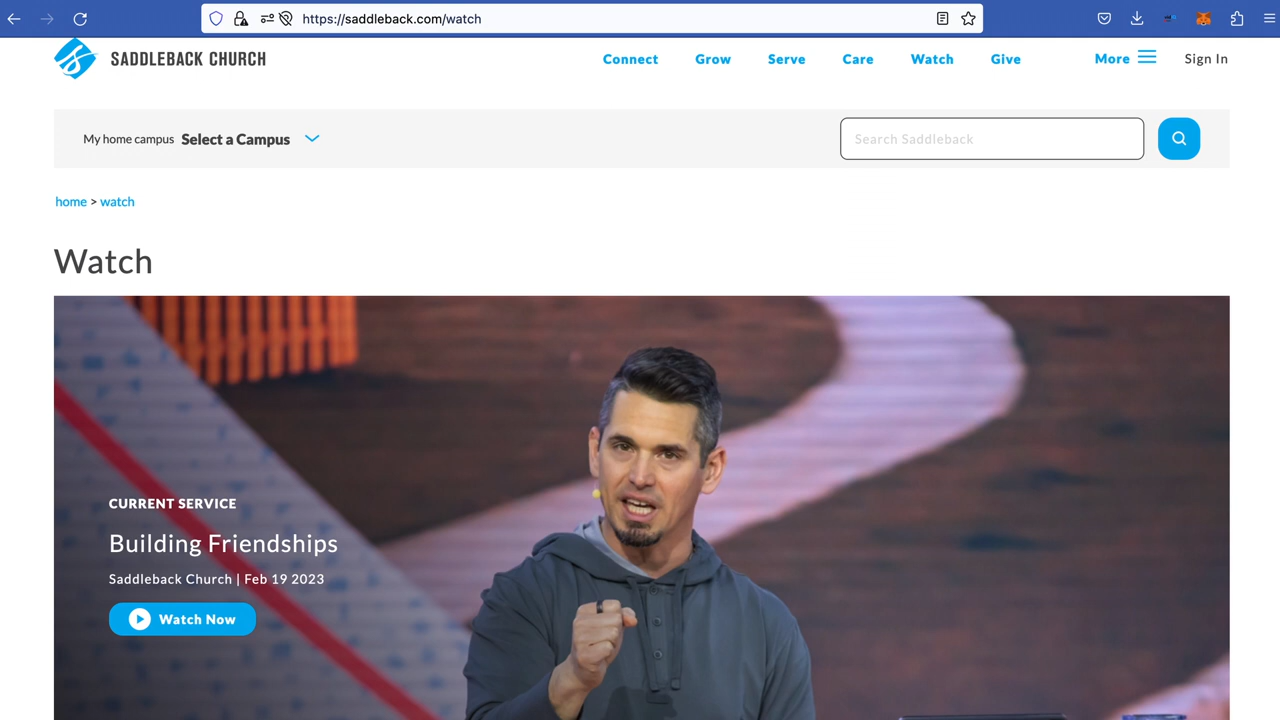 https://saddleback.com/watch
SADDLEBACK CHURCH
Connect Grow Serve Care Watch Give More Sign In
My home campus Select a Campus
Search Saddleback
home > watch
Watch
CURRENT SERVICE
Building Friendships
Saddleback Church | Feb 19 2023
Watch Now